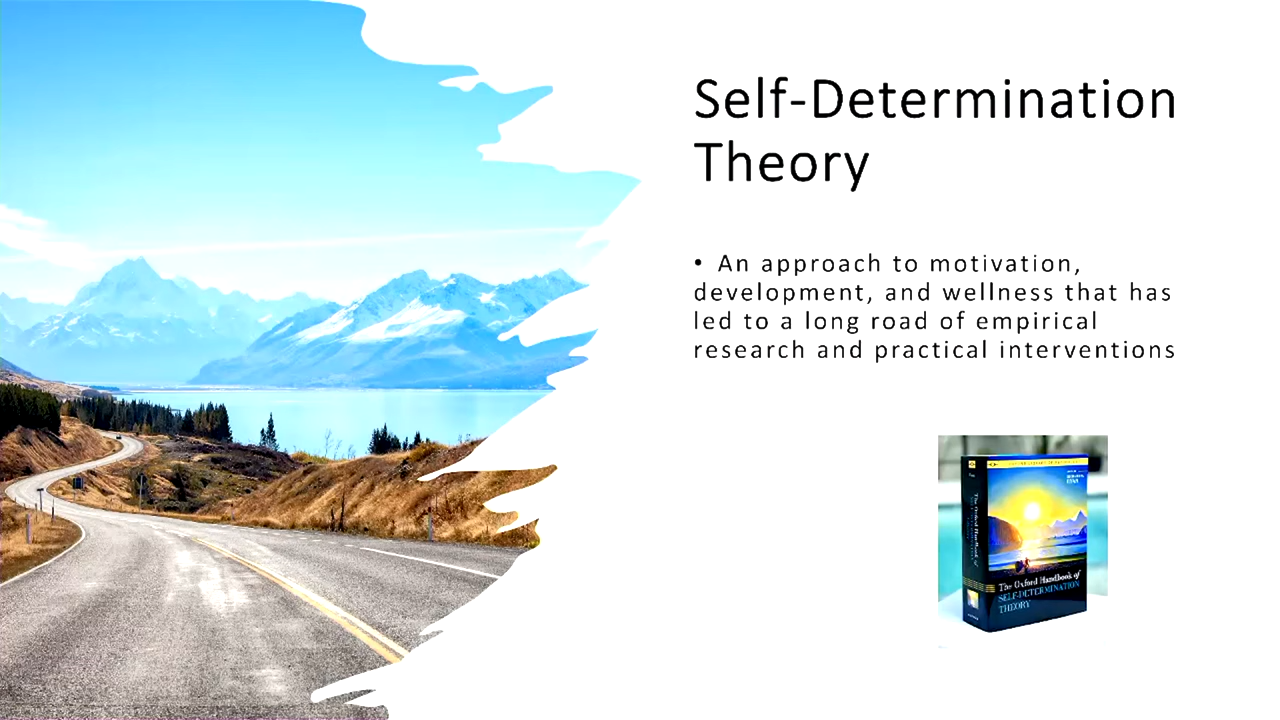 Self-Determination
Theory
• An approach to motivation,
development, and wellness that has
led to a long road of empirical
research and practical interventions
The Oxford Handbook of
SELF-DETERMINATION
THEORY